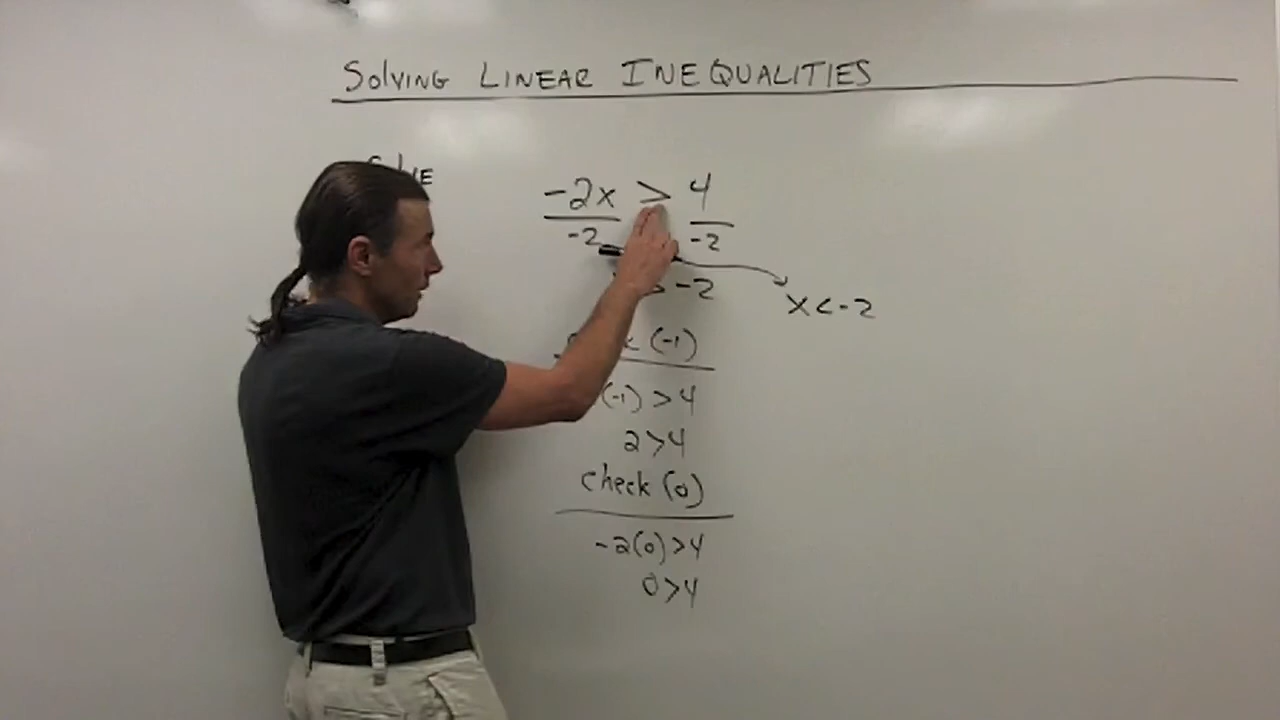 Solving Linear Inequalities
Solve
-2x > 4
-2 -2
> -2
x < -2
(-1)
(-1) > 4
2 > 4
check (0)
-2(0) > 4
0 > 4